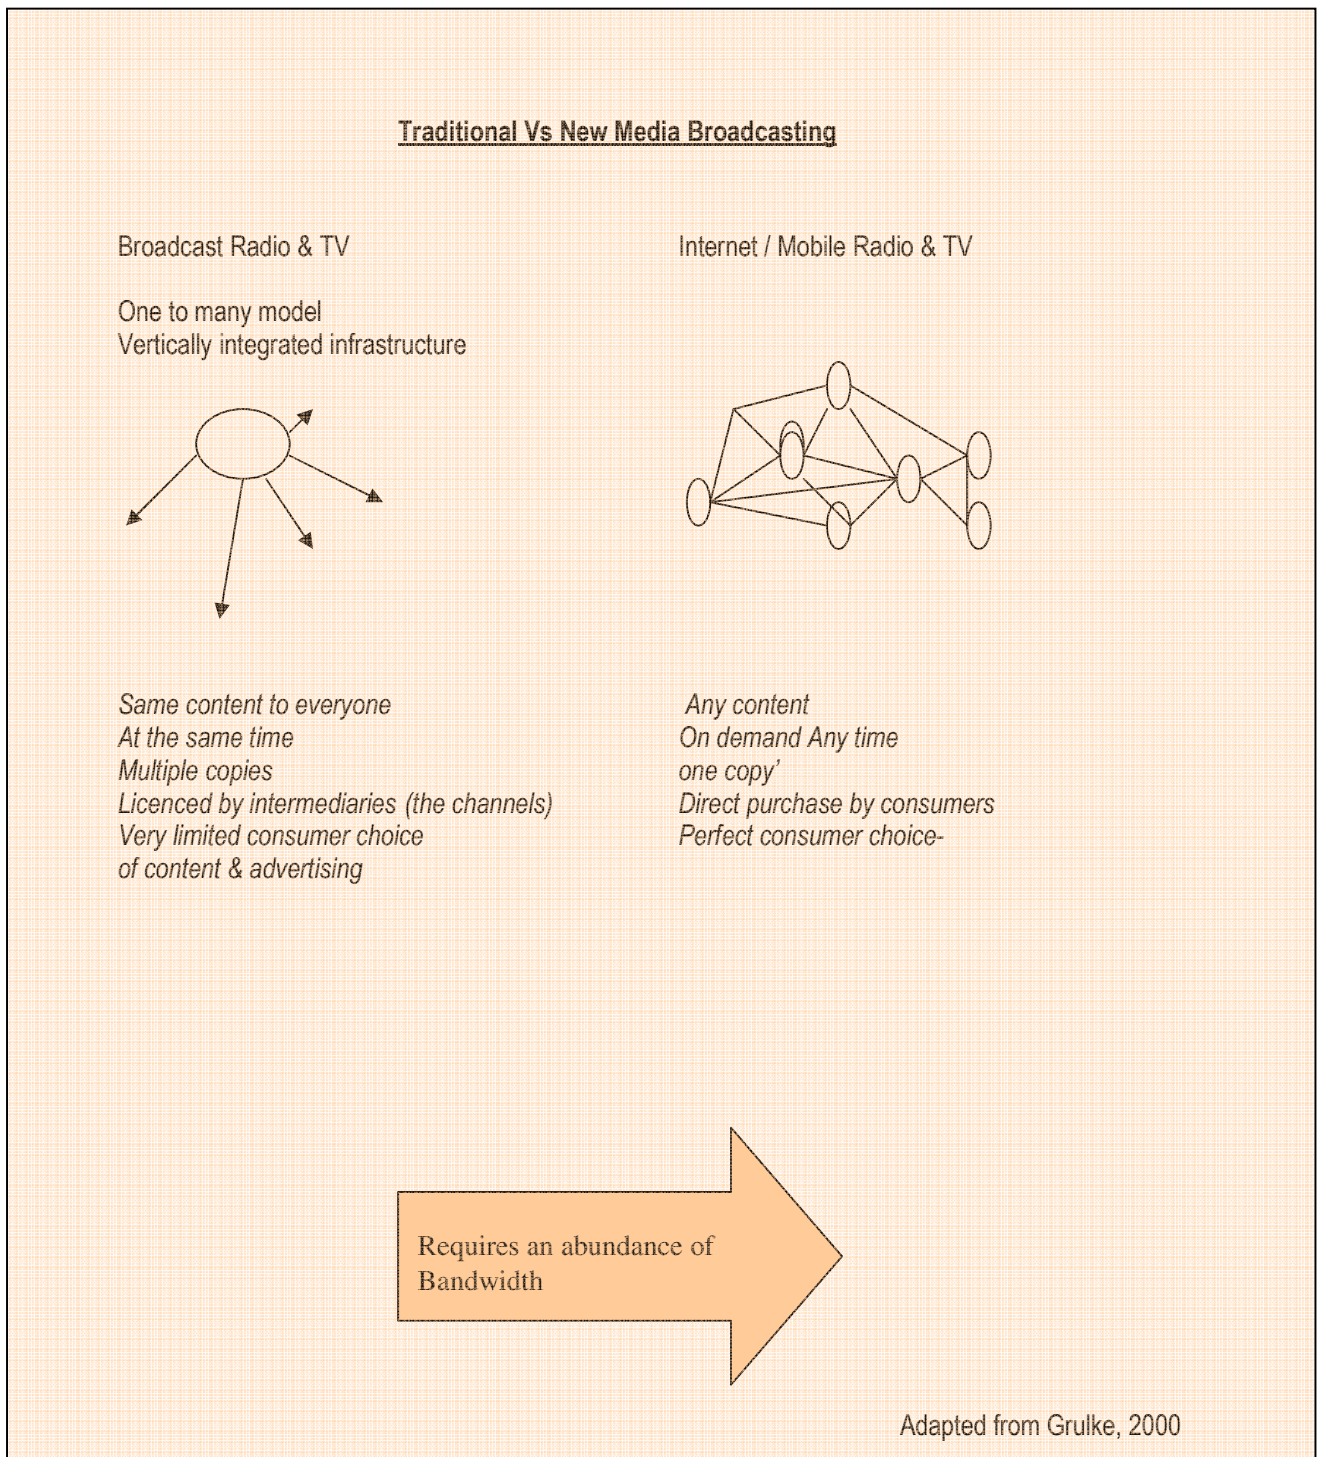 Traditional Vs New Media Broadcasting
Broadcast Radio & TV
One to many model
Vertically integrated infrastructure
Same content to everyone
At the same time
Multiple copies
Licenced by intermediaries (the channels)
Very limited consumer choice
of content & advertising
Internet / Mobile Radio & TV
Any content
On demand Any time
one copy’
Direct purchase by consumers
Perfect consumer choice-
Requires an abundance of
Bandwidth
Adapted from Grulke, 2000